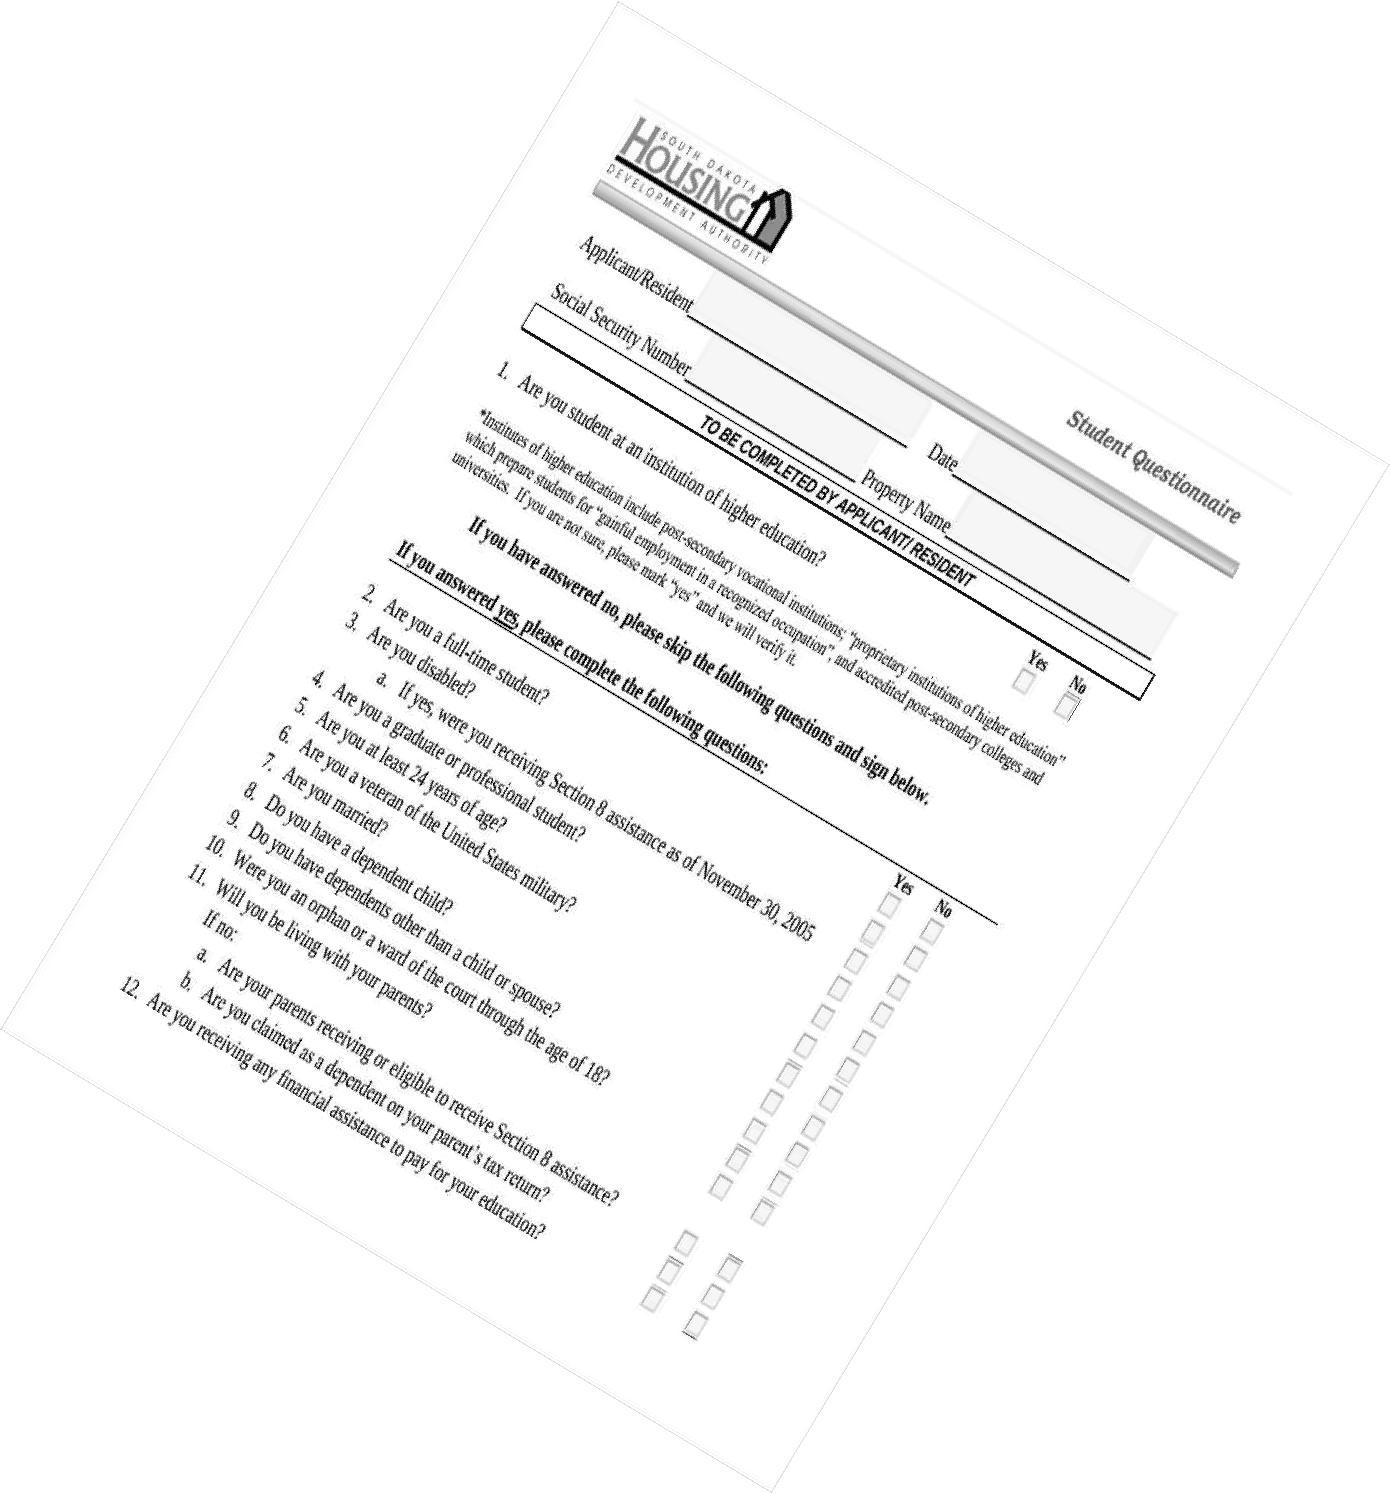 SOUTH DAKOTA
HOUSING
DEVELOPMENT AUTHORITY
Student Questionnaire
Applicant/Resident Date
Social Security Number Property Name
TO BE COMPLETED BY APPLICANT/ RESIDENT
Yes No
1. Are you student at an institution of higher education?
*Institutes of higher education include post-secondary vocational institutions; “proprietary institutions of higher education”
which prepare students for “gainful employment in a recognized occupation”, and accredited post-secondary colleges and
universities. If you are not sure, please mark “yes” and we will verify it.
If you have answered no, please skip the following questions and sign below.
If you answered yes, please complete the following questions:
Yes No
2. Are you a full-time student?
3. Are you disabled?
a. If yes, were you receiving Section 8 assistance as of November 30, 2005
4. Are you a graduate or professional student?
5. Are you at least 24 years of age?
6. Are you a veteran of the United States military?
7. Are you married?
8. Do you have a dependent child?
9. Do you have dependents other than a child or spouse?
10. Were you an orphan or a ward of the court through the age of 18?
11. Will you be living with your parents?
If no:
a. Are your parents receiving or eligible to receive Section 8 assistance?
b. Are you claimed as a dependent on your parent’s tax return?
12. Are you receiving any financial assistance to pay for your education?